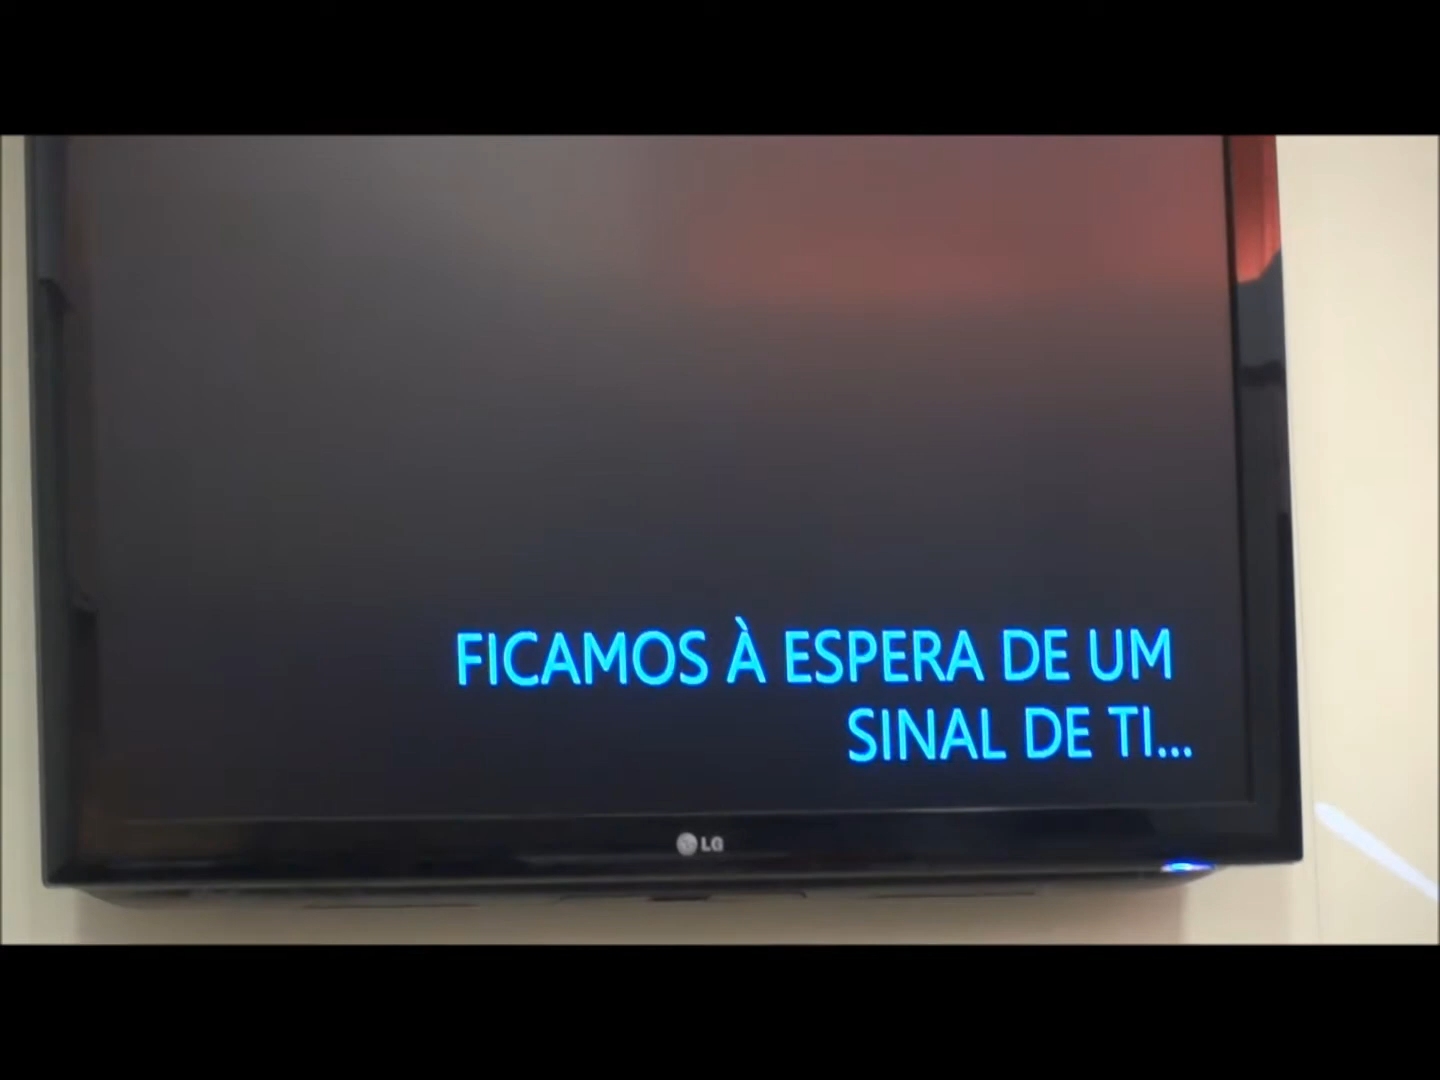 FICAMOS À ESPERA DE UM
SINAL DE TI...
LG